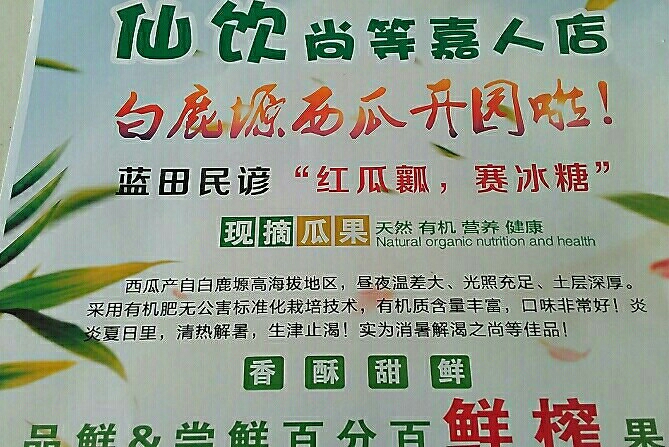 仙饮尚等嘉人店
白鹿塬西瓜开园啦！
蓝田民谚“红瓜瓤，赛冰糖”
现摘瓜果 天然 有机 营养 健康
Natural organic nutrition and health
西瓜产自白鹿塬高海拔地区，昼夜温差大、光照充足、土层深厚。
采用有机肥无公害标准化栽培技术，有机质含量丰富，口味非常好！炎
炎夏日里，清热解暑，生津止渴！实为消暑解渴之尚等佳品！
香酥甜鲜
品鲜&尝鲜百分百鲜榨果